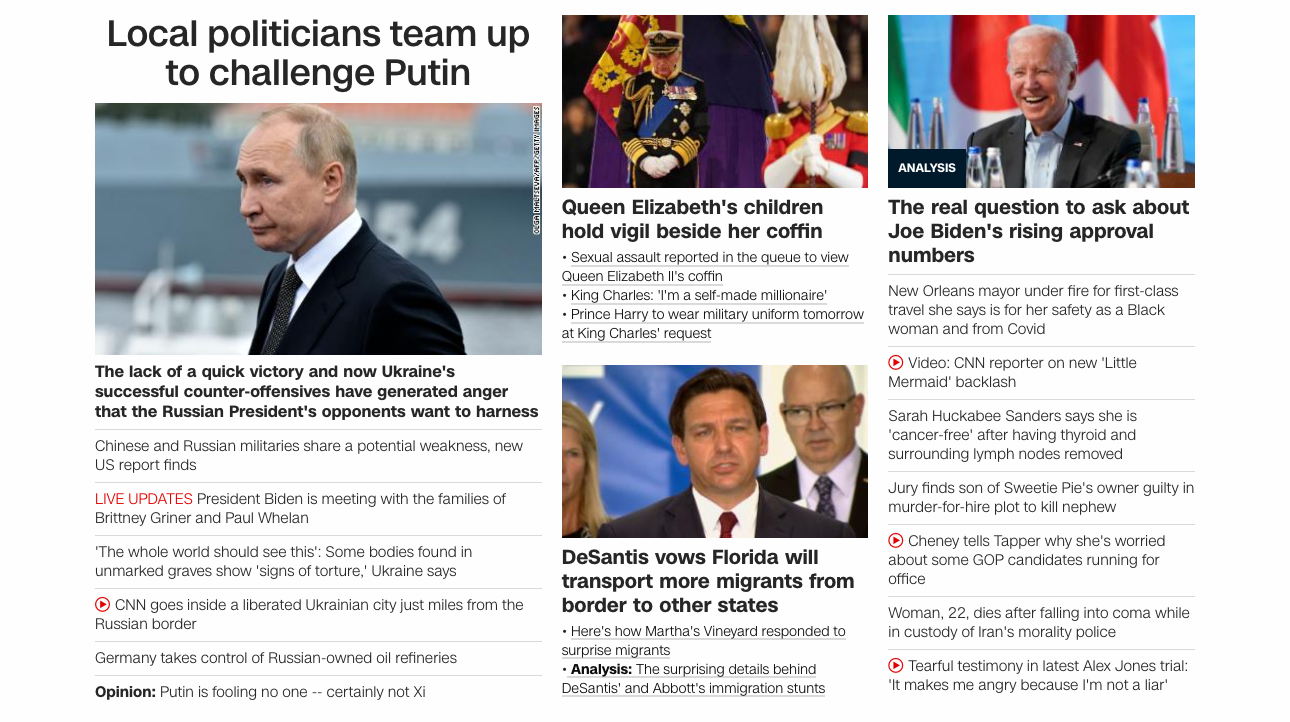 Local politicians team up
to challenge Putin
OLGA MALTSEVA/AFP/GETTY IMAGES
54
The lack of a quick victory and now Ukraine's
successful counter-offensives have generated anger
that the Russian President's opponents want to harness
Chinese and Russian militaries share a potential weakness, new
US report finds
LIVE UPDATES President Biden is meeting with the families of
Brittney Griner and Paul Whelan
'The whole world should see this': Some bodies found in
unmarked graves show 'signs of torture,' Ukraine says
CNN goes inside a liberated Ukrainian city just miles from the
Russian border
Germany takes control of Russian-owned oil refineries
Opinion: Putin is fooling no one -- certainly not Xi
Queen Elizabeth's children
hold vigil beside her coffin
• Sexual assault reported in the queue to view
Queen Elizabeth II's coffin
• King Charles: 'I'm a self-made millionaire'
• Prince Harry to wear military uniform tomorrow
at King Charles' request
DeSantis vows Florida will
transport more migrants from
border to other states
• Here's how Martha's Vineyard responded to
surprise migrants
• Analysis: The surprising details behind
DeSantis' and Abbott's immigration stunts
ANALYSIS
The real question to ask about
Joe Biden's rising approval
numbers
New Orleans mayor under fire for first-class
travel she says is for her safety as a Black
woman and from Covid
Video: CNN reporter on new 'Little
Mermaid' backlash
Sarah Huckabee Sanders says she is
'cancer-free' after having thyroid and
surrounding lymph nodes removed
Jury finds son of Sweetie Pie's owner guilty in
murder-for-hire plot to kill nephew
Cheney tells Tapper why she's worried
about some GOP candidates running for
office
Woman, 22, dies after falling into coma while
in custody of Iran's morality police
Tearful testimony in latest Alex Jones trial:
'It makes me angry because I'm not a liar'